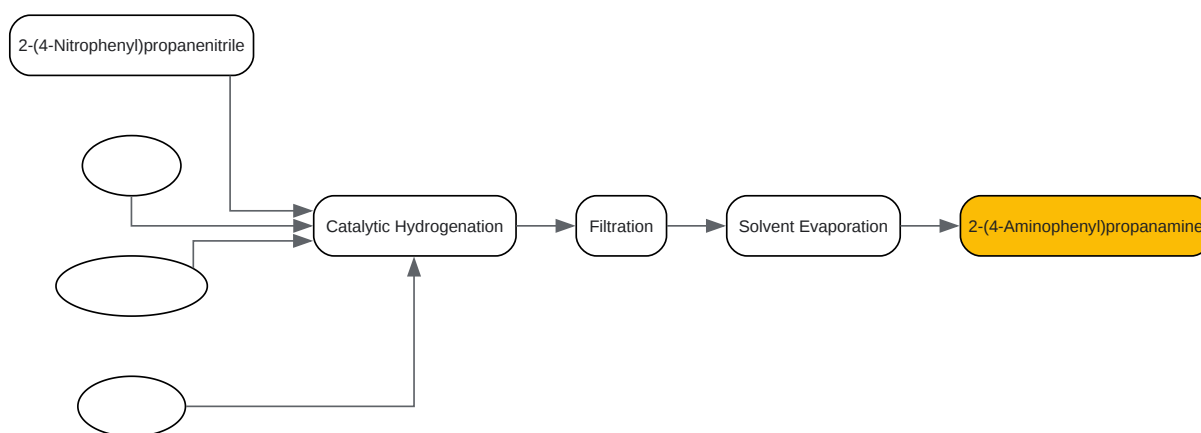 2-(4-Nitrophenyl)propanenitrile
Catalytic Hydrogenation
Filtration
Solvent Evaporation
2-(4-Aminophenyl)propanamine